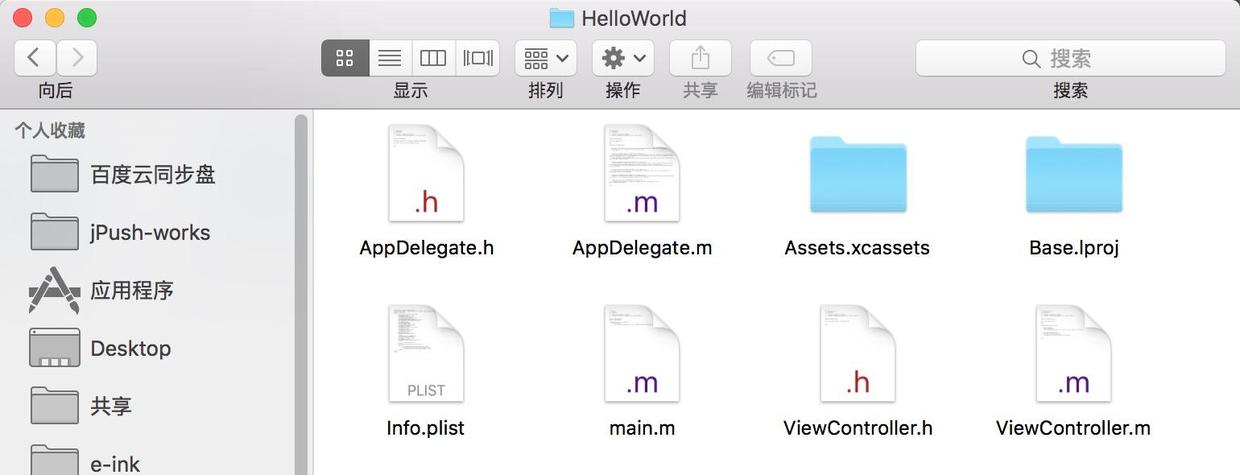 HelloWorld
搜索
向后
显示
排列
操作
共享
编辑标记
搜索
个人收藏
百度云同步盘
jPush-works
应用程序
Desktop
共享
e-ink
.h
.m
AppDelegate.h
AppDelegate.m
Assets.xcassets
Base.lproj
PLIST
.m
.h
.m
Info.plist
main.m
ViewController.h
ViewController.m